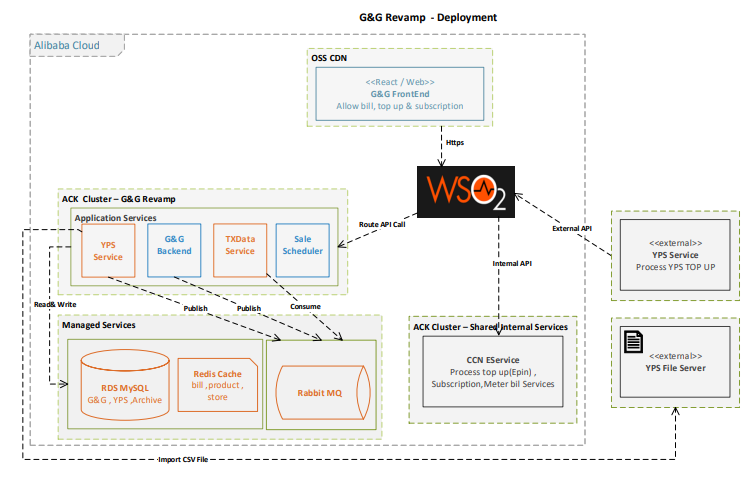 G&G Revamp - Deployment
Alibaba Cloud
OSS CDN
<<React / Web>>
G&G FrontEnd
Allow bill, top up & subscription
Https
WSO2
ACK Cluster – G&G Revamp
Application Services
YPS
Service
G&G
Backend
TXData
Service
Sale
Scheduler
Route API Call
External API
Internal API
<<external>>
YPS Service
Process YPS TOP UP
Read& Write
Publish
Publish
Consume
Managed Services
RDS MySQL
G&G , YPS ,Archive
Redis Cache
bill ,product ,
store
Rabbit MQ
ACK Cluster – Shared Internal Services
CCN EService
Process top up(Epin) ,
Subscription,Meter bil Services
<<external>>
YPS File Server
Import CSV File